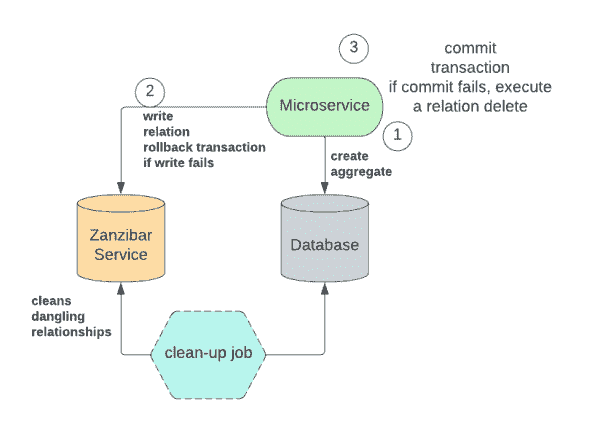 3
commit
transaction
if commit fails, execute
a relation delete
2
Microservice
1
write
relation
rollback transaction
if write fails
create
aggregate
Zanzibar
Service
Database
cleans
dangling
relationships
clean-up job